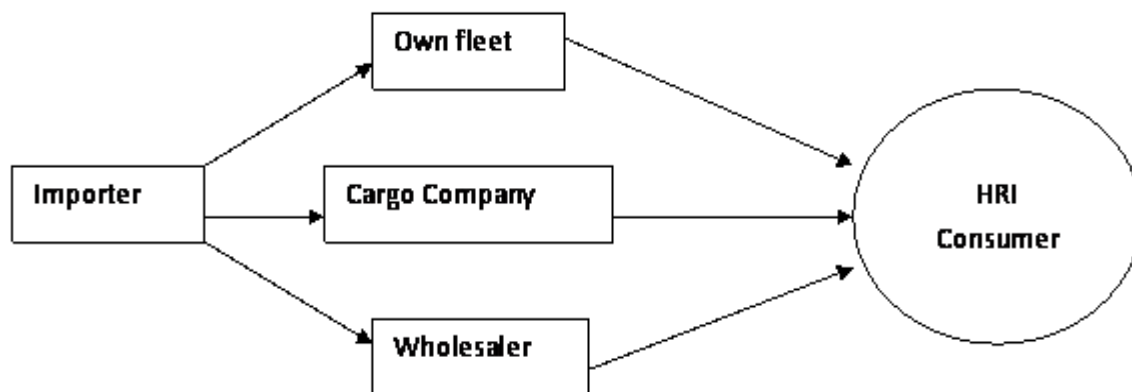 Own fleet
Importer
Cargo Company
HRI
Consumer
Wholesaler